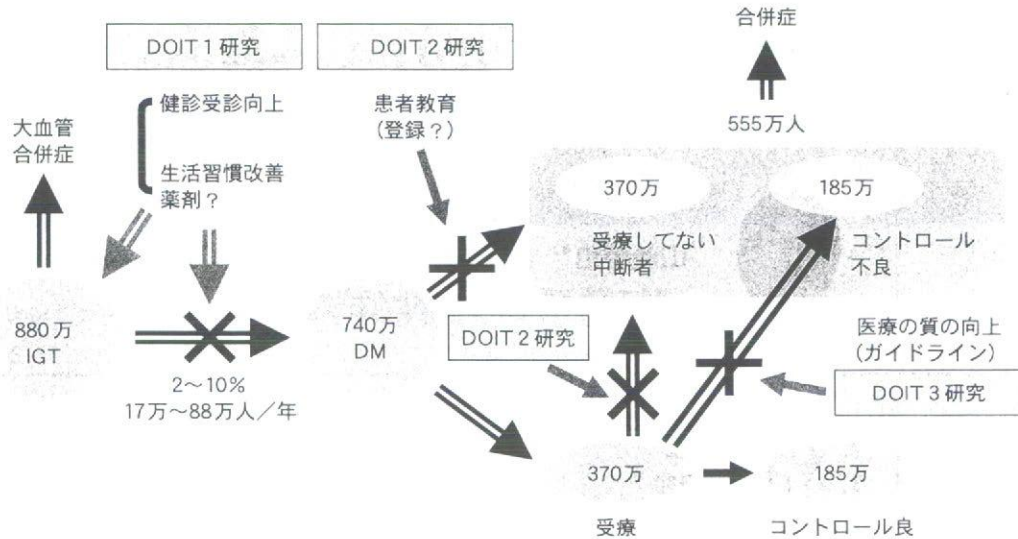 合併症
DOIT 1 研究
DOIT 2 研究
健診受診向上
患者教育
(登録？)
大血管
合併症
555万人
生活習慣改善
薬剤？
370万
185万
受療してない
中断者
コントロール
不良
880万
IGT
740万
DM
DOIT 2 研究
医療の質の向上
(ガイドライン)
2～10%
17万～88万人／年
DOIT 3 研究
370万
185万
受療
コントロール良